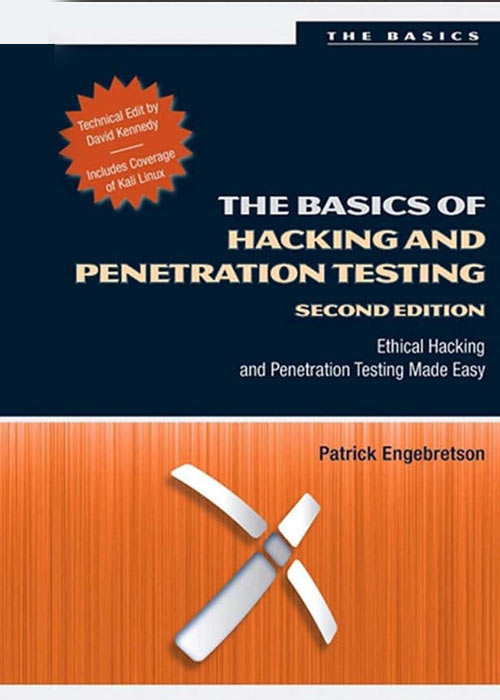 THE BASICS
Technical Edit by
David Kennedy
Includes Coverage
of Kali Linux
THE BASICS OF
HACKING AND
PENETRATION TESTING
SECOND EDITION
Ethical Hacking
and Penetration Testing Made Easy
Patrick Engebretson